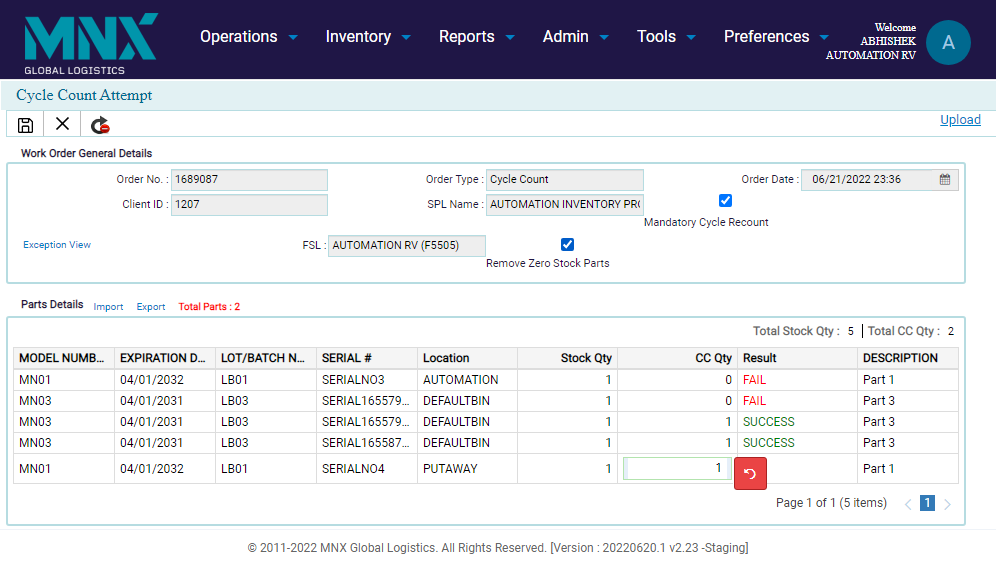 MNX
GLOBAL LOGISTICS
Operations Inventory Reports Admin Tools Preferences
Welcome
ABHISHEK
AUTOMATION RV
A
Cycle Count Attempt
Upload
Work Order General Details
Order No. : 1689087 Order Type : Cycle Count Order Date : 06/21/2022 23:36
Client ID : 1207 SPL Name : AUTOMATION INVENTORY PRO
Mandatory Cycle Recount
Exception View FSL : AUTOMATION RV (F5505)
Remove Zero Stock Parts
Parts Details Import Export Total Parts : 2
Total Stock Qty : 5 Total CC Qty : 2
MODEL NUMB... EXPIRATION D... LOT/BATCH N... SERIAL # Location Stock Qty CC Qty Result DESCRIPTION
MN01 04/01/2032 LB01 SERIALNO3 AUTOMATION 1 0 FAIL Part 1
MN03 04/01/2031 LB03 SERIAL165579... DEFAULTBIN 1 0 FAIL Part 3
MN03 04/01/2031 LB03 SERIAL165579... DEFAULTBIN 1 1 SUCCESS Part 3
MN03 04/01/2031 LB03 SERIAL165587... DEFAULTBIN 1 1 SUCCESS Part 3
MN01 04/01/2032 LB01 SERIALNO4 PUTAWAY 1 1 Part 1
Page 1 of 1 (5 items) 1
© 2011-2022 MNX Global Logistics. All Rights Reserved. [Version : 20220620.1 v2.23 -Staging]